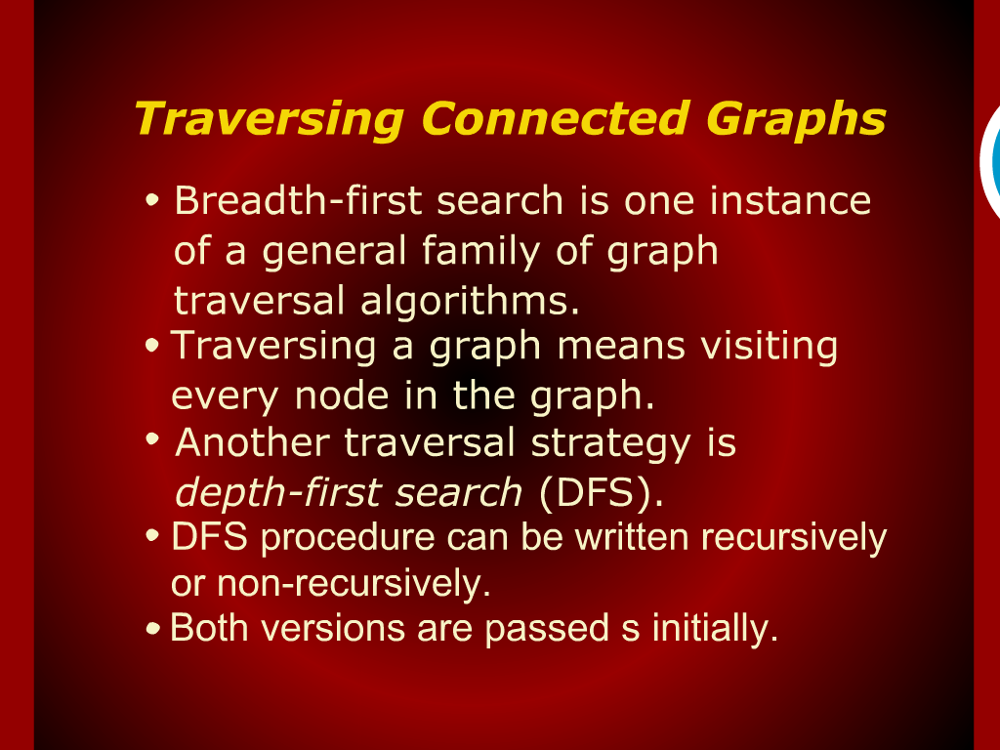 Traversing Connected Graphs
• Breadth-first search is one instance
of a general family of graph
traversal algorithms.
• Traversing a graph means visiting
every node in the graph.
• Another traversal strategy is
depth-first search (DFS).
• DFS procedure can be written recursively
or non-recursively.
• Both versions are passed s initially.